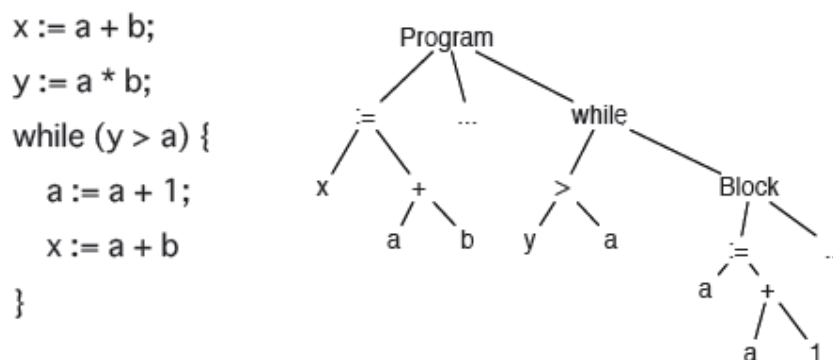 x := a + b;
y := a * b;
while (y > a) {
a := a + 1;
x := a + b
}
Program
:= ... while
x + > Block
a b y a := ...
a +
a 1